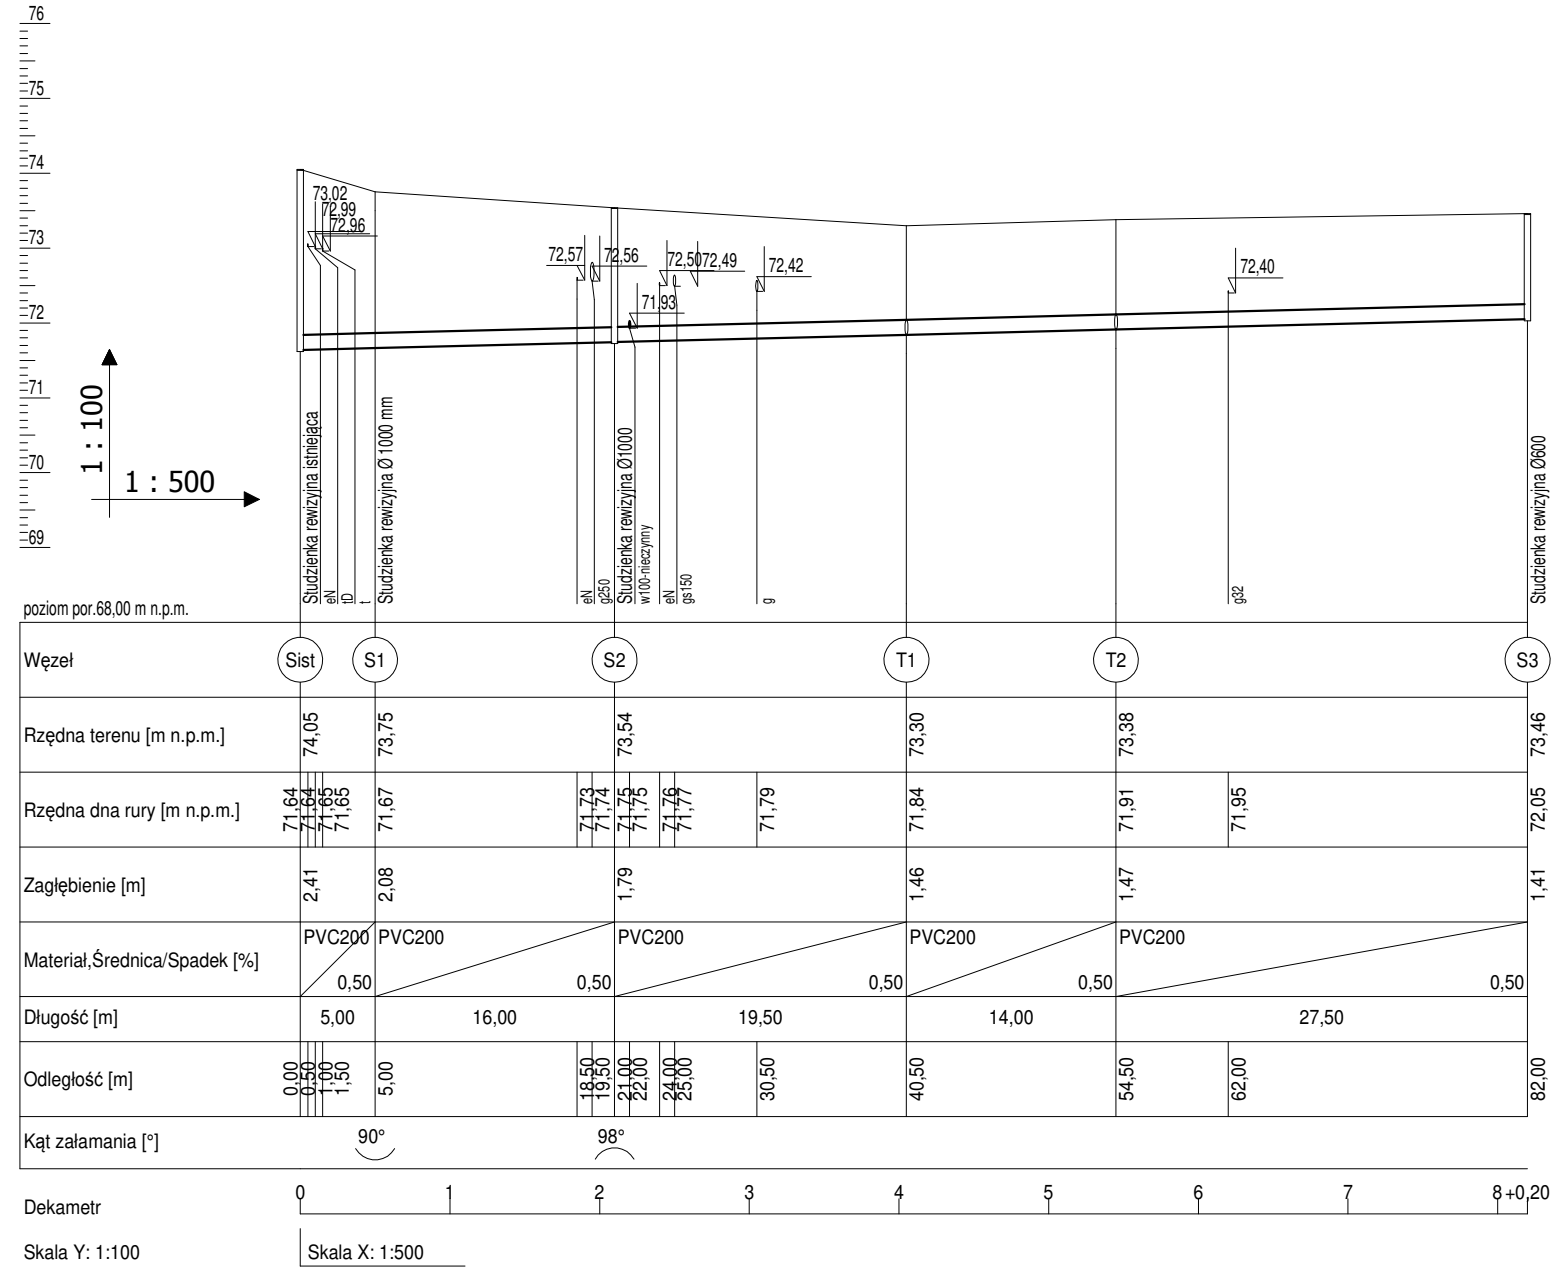 76
75
74
73
72
71
70
69
1 : 100
1 : 500
73,02
72,99
72,96
72,57
72,56
71,93
72,50
72,49
72,42
72,40
Studzienka rewizyjna istniejąca
eN
tD
t
Studzienka rewizyjna Ø 1000 mm
eN
g250
Studzienka rewizyjna Ø1000
w100-nieczynny
eN
gs150
g
g32
Studzienka rewizyjna Ø600
poziom por.68,00 m n.p.m.
Węzeł Sist S1 S2 T1 T2 S3
Rzędna terenu [m n.p.m.] 74,05 73,75 73,54 73,30 73,38 73,46
Rzędna dna rury [m n.p.m.] 71,64 71,64 71,65 71,65 71,67 71,73 71,74 71,75 71,75 71,76 71,77 71,79 71,84 71,91 71,95 72,05
Zagłębienie [m] 2,41 2,08 1,79 1,46 1,47 1,41
Materiał,Średnica/Spadek [%] PVC200 0,50 PVC200 0,50 PVC200 0,50 PVC200 0,50 PVC200 0,50
Długość [m] 5,00 16,00 19,50 14,00 27,50
Odległość [m] 0,00 0,50 1,00 1,50 5,00 18,50 19,50 21,00 22,00 24,00 25,00 30,50 40,50 54,50 62,00 82,00
Kąt załamania [°] 90° 98°
Dekametr 0 1 2 3 4 5 6 7 8 +0,20
Skala Y: 1:100 Skala X: 1:500